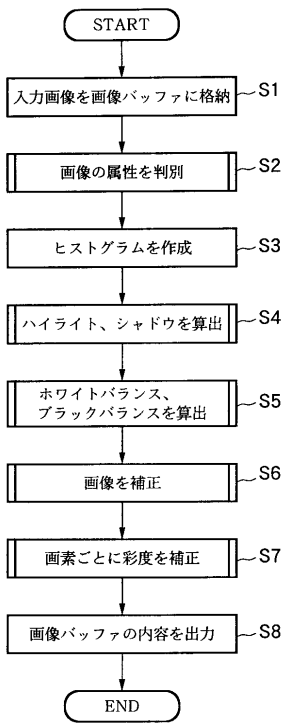 START
入力画像を画像バッファに格納
S1
画像の属性を判別
S2
ヒストグラムを作成
S3
ハイライト、シャドウを算出
S4
ホワイトバランス、
ブラックバランスを算出
S5
画像を補正
S6
画素ごとに彩度を補正
S7
画像バッファの内容を出力
S8
END